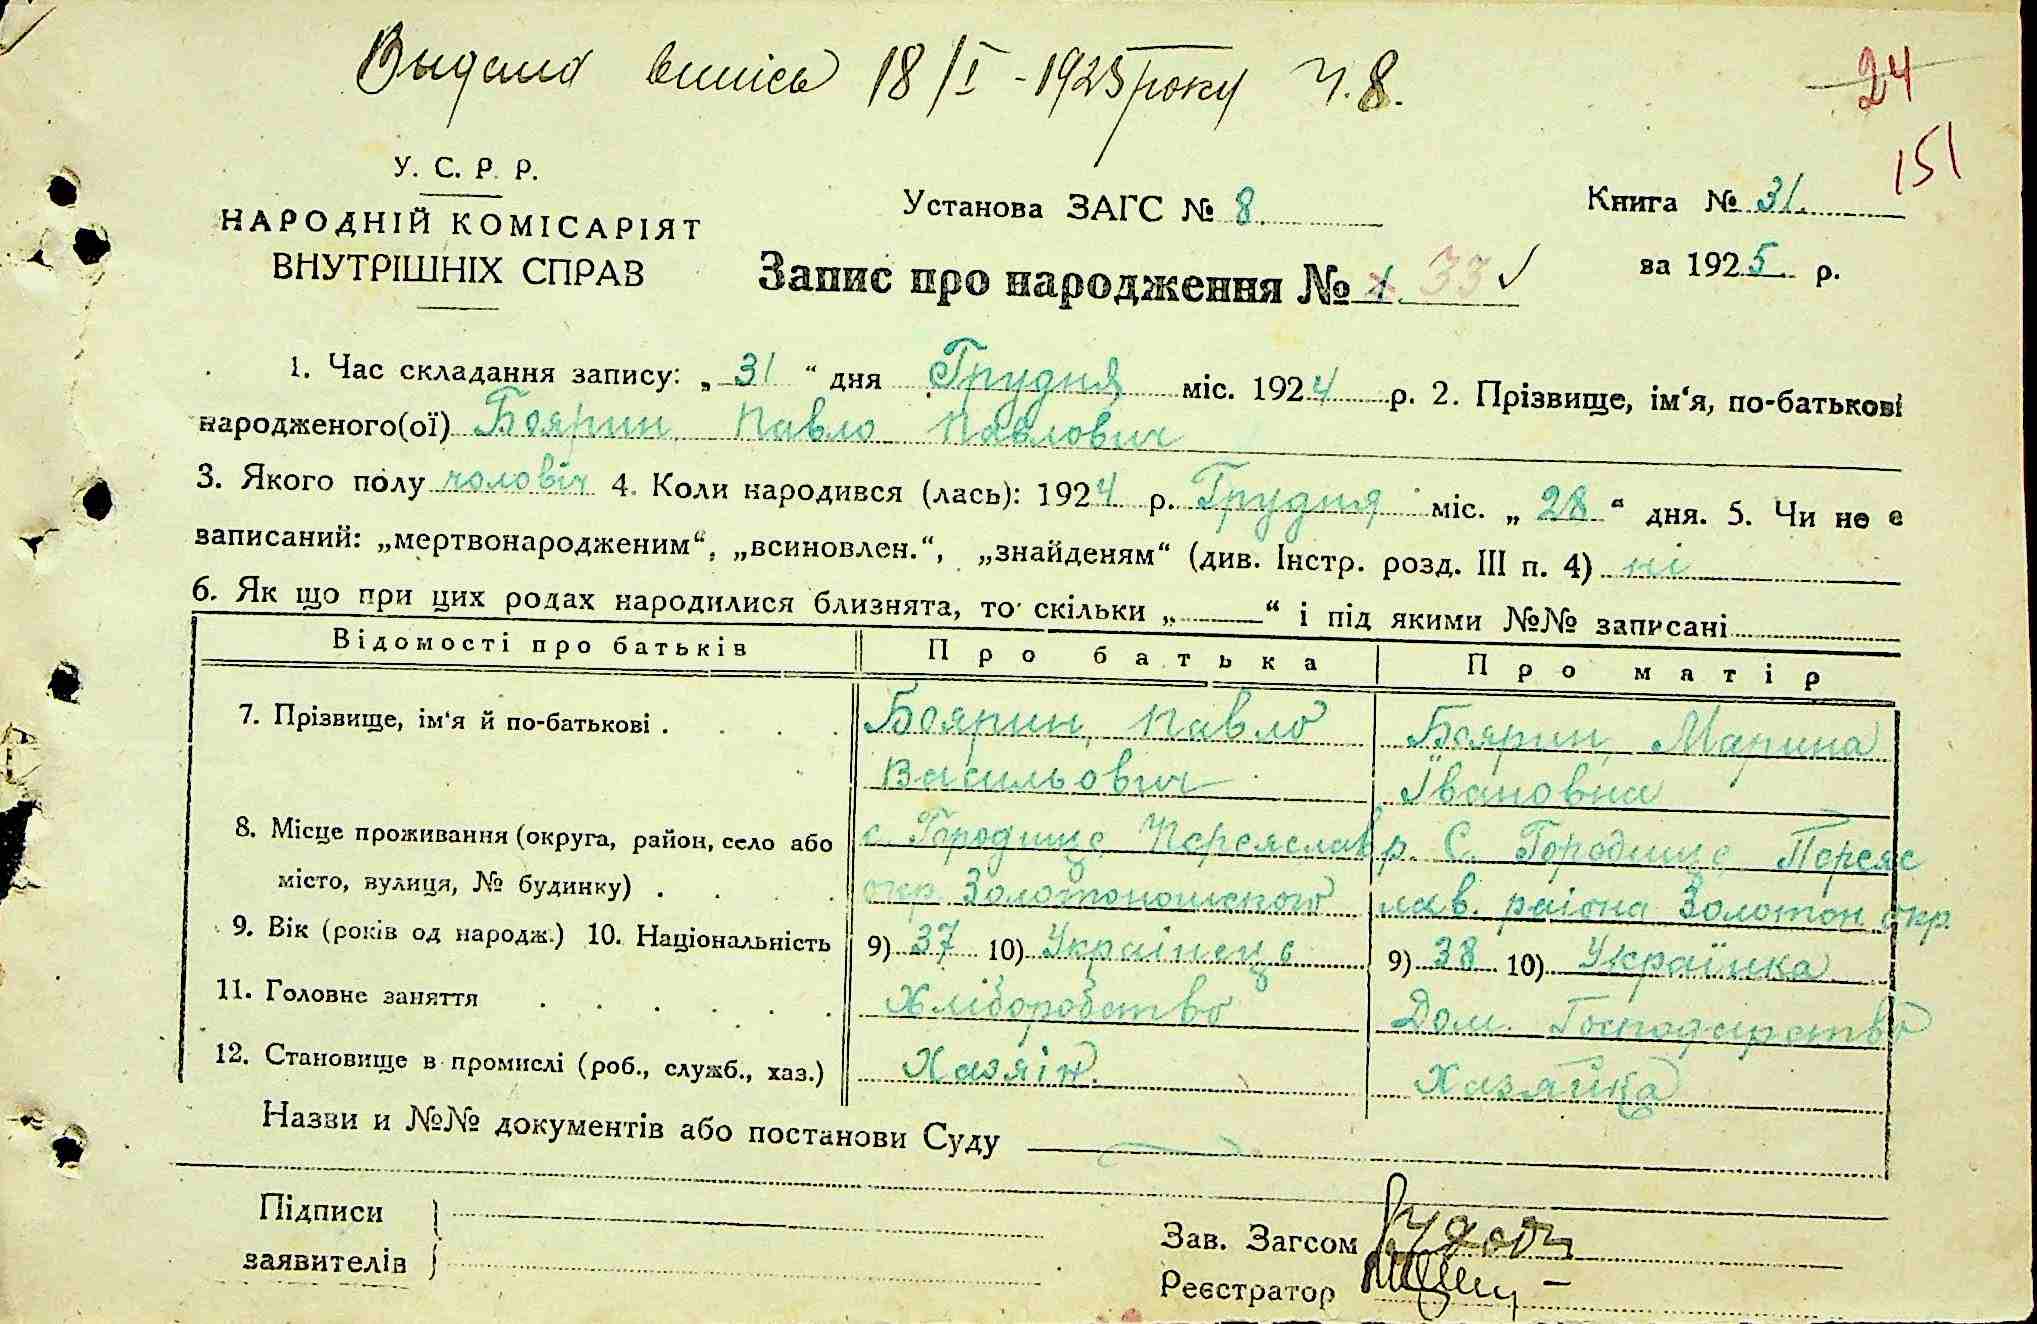 Выдана випись 18/I-1925 року Ч. 8.
24
151
У. С. Р. Р.
НАРОДНІЙ КОМІСАРІЯТ
ВНУТРІШНІХ СПРАВ
Установа ЗАГС № 8
Книга № 31.
за 1925 р.
Запис про народження № 1 33 ✓
1. Час складання запису: „ 31 “ дня Грудня міс. 1924 р. 2. Прізвище, ім‘я, по-батькові
народженого(ої) Боярин Павло Павлович
3. Якого полу чоловіч 4. Коли народився (лась): 1924 р. Грудня міс. „ 28 “ дня. 5. Чи не є
записаний: „мертвонародженим“, „всиновлен.“, „знайденям“ (див. Інстр. розд. III п. 4) ні
6. Як що при цих родах народилися близнята, то скільки „ — “ і під якими №№ записані
Відомості про батьків Про батька Про матір
7. Прізвище, ім‘я й по-батькові . Боярин, Павло Боярин, Марина
Васильович Івановна
8. Місце проживання (округа, район, село або с. Городище Переяслав р. С. Городище Переяс
місто, вулиця, № будинку) . окр. Золотоношского лав. района Золотон. окр.
9. Вік (років од народж.) 10. Національність 9) 37 10) Українець 9) 38 10) Українка
11. Головне заняття Хліборобство Дом. Господарство
12. Становище в промислі (роб., служб., хаз.) Хазяїн. Хазяйка
Назви и №№ документів або постанови Суду
Підписи
заявителів
Зав. Загсом
Реєстратор